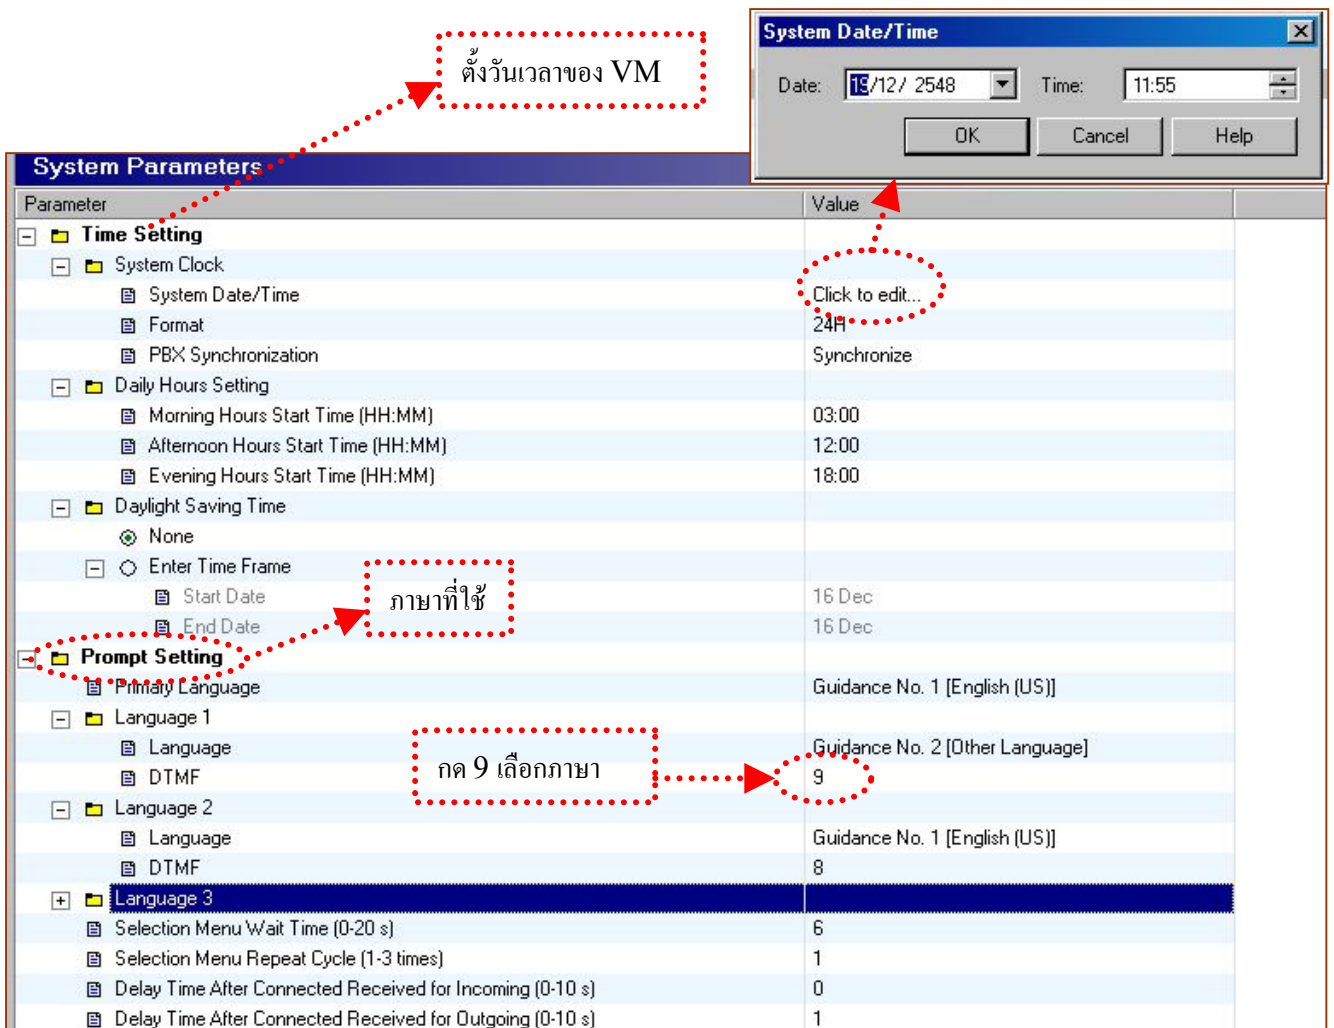 ตั้งวันเวลาของ VM
System Date/Time
Date: 19/12/ 2548 Time: 11:55
OK Cancel Help
System Parameters
Parameter Value
Time Setting
System Clock
System Date/Time Click to edit...
Format 24H
PBX Synchronization Synchronize
Daily Hours Setting
Morning Hours Start Time (HH:MM) 03:00
Afternoon Hours Start Time (HH:MM) 12:00
Evening Hours Start Time (HH:MM) 18:00
Daylight Saving Time
None
Enter Time Frame
ภาษาที่ใช้
Start Date 16 Dec
End Date 16 Dec
Prompt Setting
Primary Language Guidance No. 1 [English (US)]
Language 1
Language Guidance No. 2 [Other Language]
กด 9 เลือกภาษา
DTMF 9
Language 2
Language Guidance No. 1 [English (US)]
DTMF 8
Language 3
Selection Menu Wait Time (0-20 s) 6
Selection Menu Repeat Cycle (1-3 times) 1
Delay Time After Connected Received for Incoming (0-10 s) 0
Delay Time After Connected Received for Outgoing (0-10 s) 1